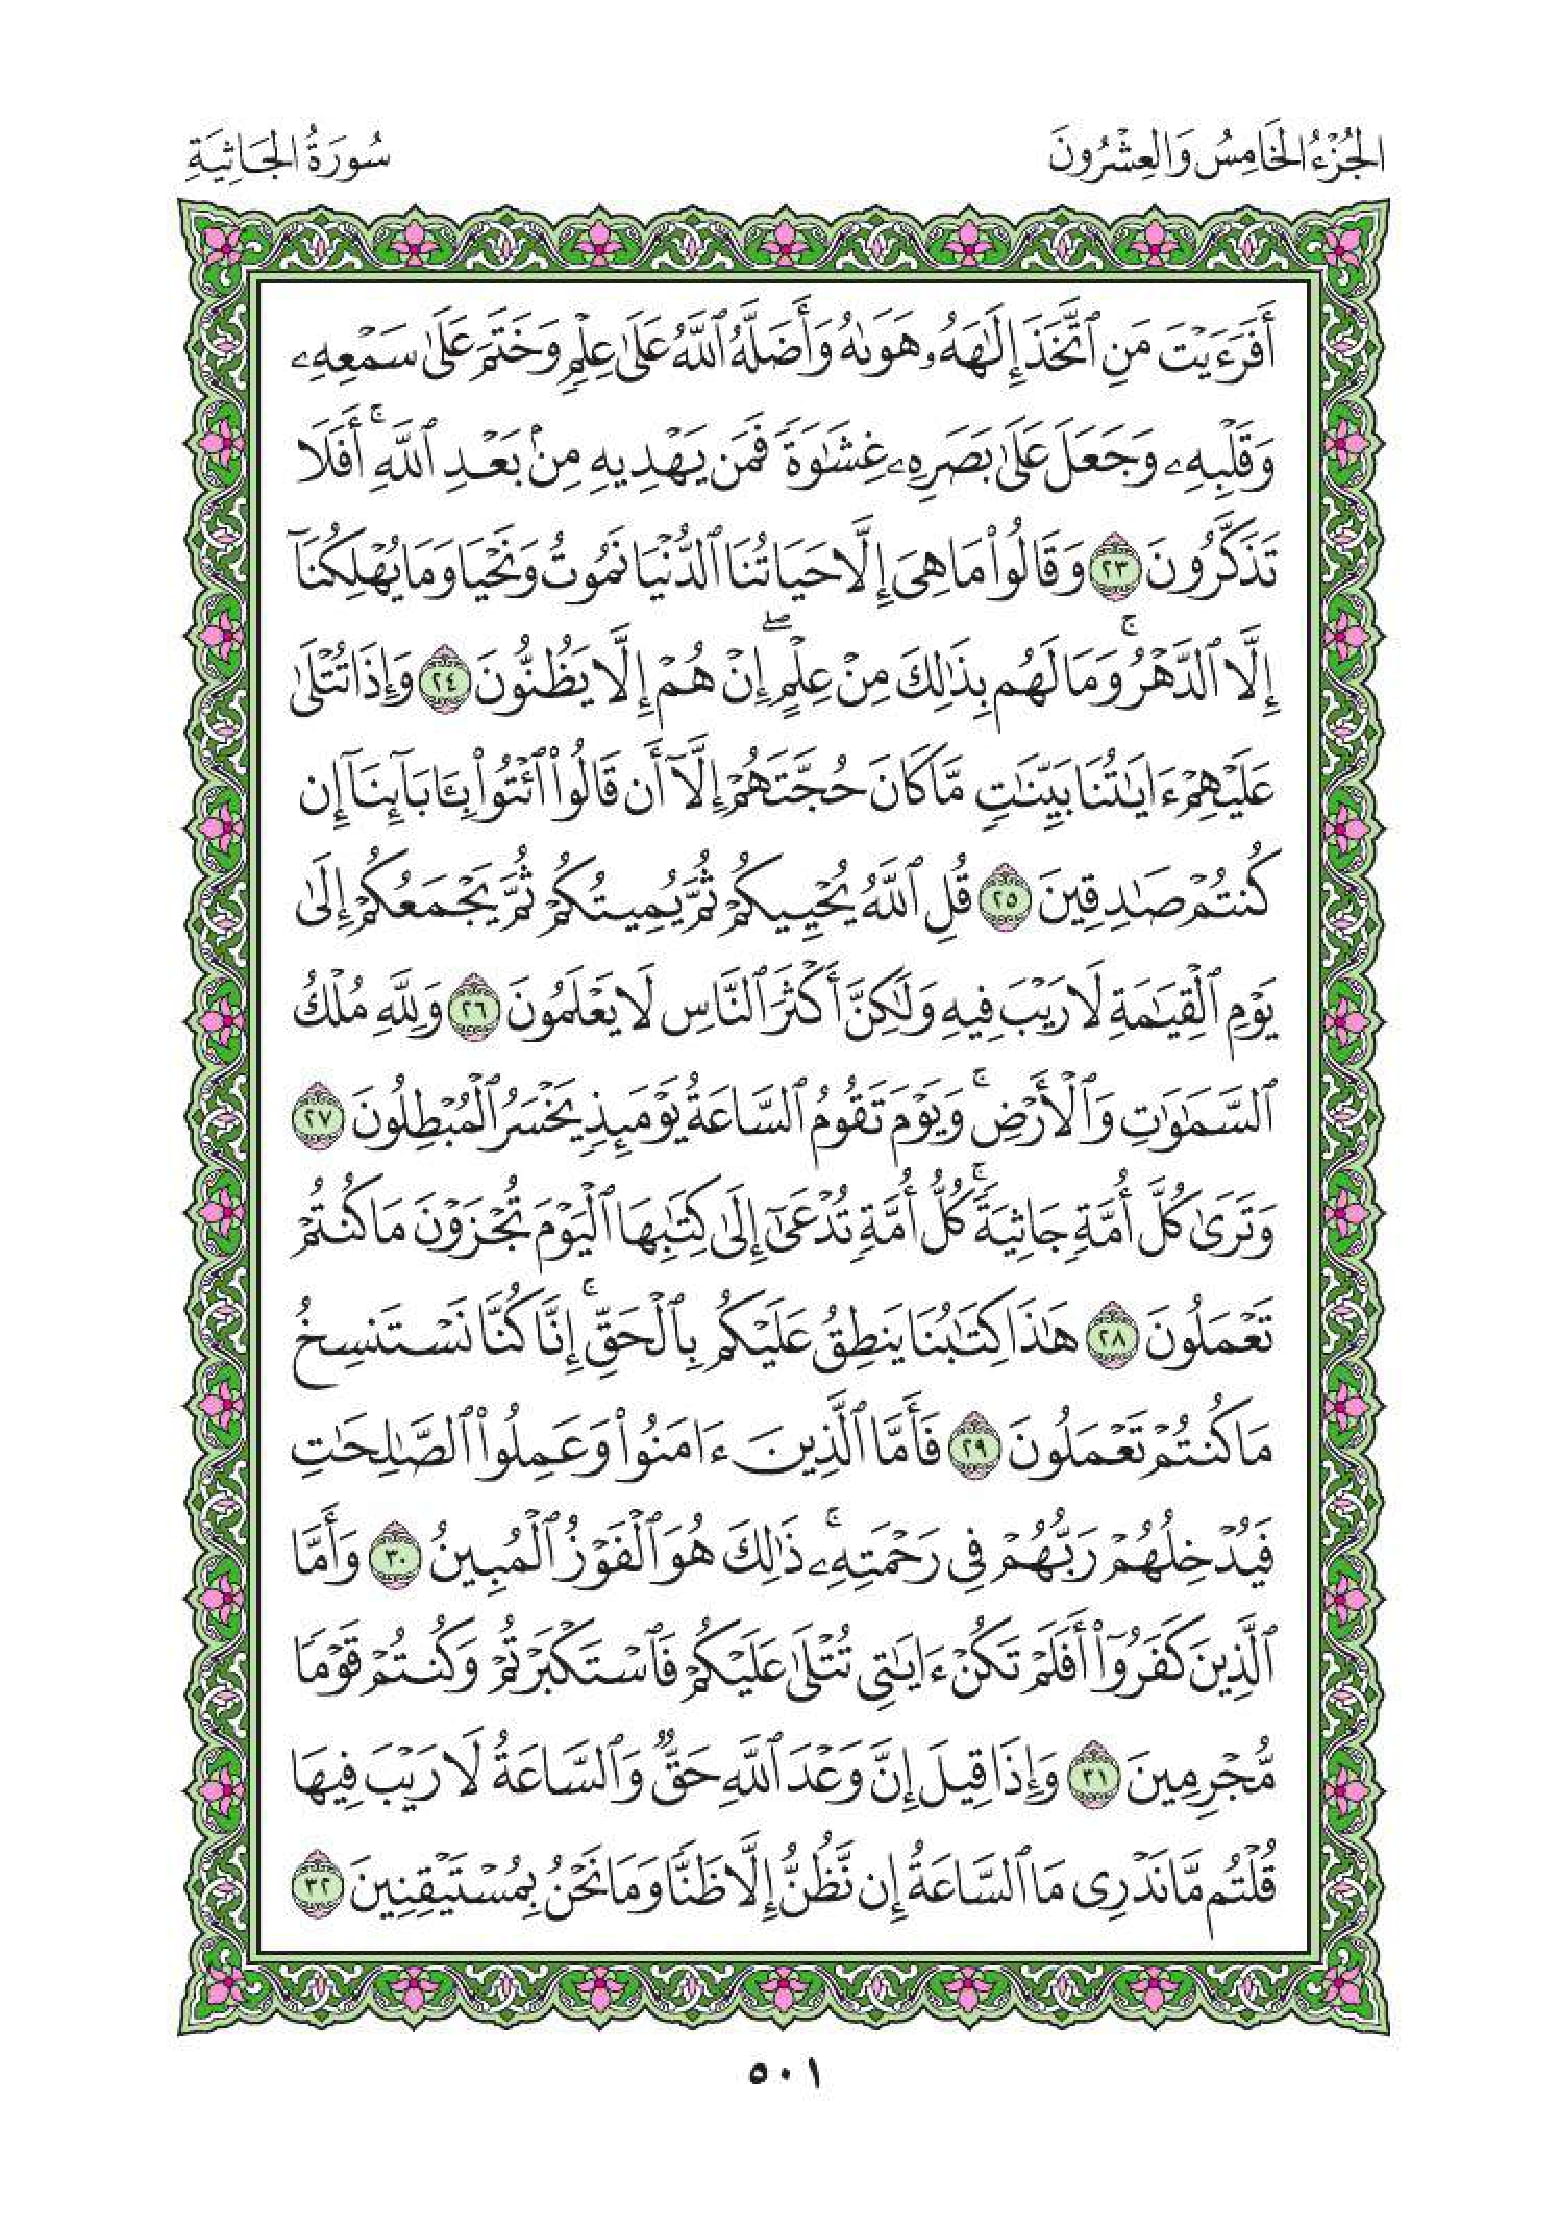 الجُزْءُ الخَامِسُ وَالعِشْرُونَ
سُورَةُ الجَاثِيَةِ
أَفَرَءَيْتَ مَنِ ٱتَّخَذَ إِلَٰهَهُۥ هَوَىٰهُ وَأَضَلَّهُ ٱللَّهُ عَلَىٰ عِلْمٍ وَخَتَمَ عَلَىٰ سَمْعِهِۦ
وَقَلْبِهِۦ وَجَعَلَ عَلَىٰ بَصَرِهِۦ غِشَٰوَةً فَمَن يَهْدِيهِ مِنۢ بَعْدِ ٱللَّهِ ۚ أَفَلَا
تَذَكَّرُونَ ٢٣ وَقَالُوا۟ مَا هِىَ إِلَّا حَيَاتُنَا ٱلدُّنْيَا نَمُوتُ وَنَحْيَا وَمَا يُهْلِكُنَآ
إِلَّا ٱلدَّهْرُ ۚ وَمَا لَهُم بِذَٰلِكَ مِنْ عِلْمٍ ۖ إِنْ هُمْ إِلَّا يَظُنُّونَ ٢٤ وَإِذَا تُتْلَىٰ
عَلَيْهِمْ ءَايَٰتُنَا بَيِّنَٰتٍ مَّا كَانَ حُجَّتَهُمْ إِلَّآ أَن قَالُوا۟ ٱئْتُوا۟ بِـَٔابَآئِنَآ إِن
كُنتُمْ صَٰدِقِينَ ٢٥ قُلِ ٱللَّهُ يُحْيِيكُمْ ثُمَّ يُمِيتُكُمْ ثُمَّ يَجْمَعُكُمْ إِلَىٰ
يَوْمِ ٱلْقِيَٰمَةِ لَا رَيْبَ فِيهِ وَلَٰكِنَّ أَكْثَرَ ٱلنَّاسِ لَا يَعْلَمُونَ ٢٦ وَلِلَّهِ مُلْكُ
ٱلسَّمَٰوَٰتِ وَٱلْأَرْضِ ۚ وَيَوْمَ تَقُومُ ٱلسَّاعَةُ يَوْمَئِذٍ يَخْسَرُ ٱلْمُبْطِلُونَ ٢٧
وَتَرَىٰ كُلَّ أُمَّةٍ جَاثِيَةً ۚ كُلُّ أُمَّةٍ تُدْعَىٰٓ إِلَىٰ كِتَٰبِهَا ٱلْيَوْمَ تُجْزَوْنَ مَا كُنتُمْ
تَعْمَلُونَ ٢٨ هَٰذَا كِتَٰبُنَا يَنطِقُ عَلَيْكُم بِٱلْحَقِّ ۚ إِنَّا كُنَّا نَسْتَنسِخُ
مَا كُنتُمْ تَعْمَلُونَ ٢٩ فَأَمَّا ٱلَّذِينَ ءَامَنُوا۟ وَعَمِلُوا۟ ٱلصَّٰلِحَٰتِ
فَيُدْخِلُهُمْ رَبُّهُمْ فِى رَحْمَتِهِۦ ۚ ذَٰلِكَ هُوَ ٱلْفَوْزُ ٱلْمُبِينُ ٣٠ وَأَمَّا
ٱلَّذِينَ كَفَرُوٓا۟ أَفَلَمْ تَكُنْ ءَايَٰتِى تُتْلَىٰ عَلَيْكُمْ فَٱسْتَكْبَرْتُمْ وَكُنتُمْ قَوْمًا
مُّجْرِمِينَ ٣١ وَإِذَا قِيلَ إِنَّ وَعْدَ ٱللَّهِ حَقٌّ وَٱلسَّاعَةُ لَا رَيْبَ فِيهَا
قُلْتُم مَّا نَدْرِى مَا ٱلسَّاعَةُ إِن نَّظُنُّ إِلَّا ظَنًّا وَمَا نَحْنُ بِمُسْتَيْقِنِينَ ٣٢
٥٠١